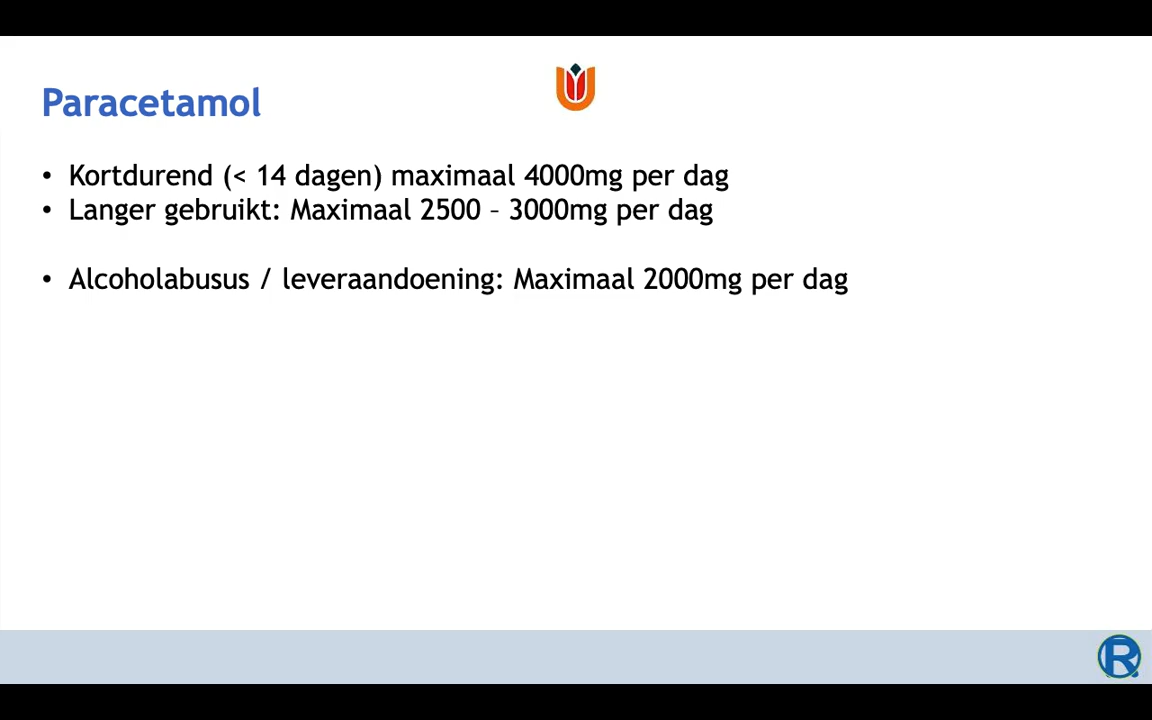 Paracetamol
• Kortdurend (< 14 dagen) maximaal 4000mg per dag
• Langer gebruikt: Maximaal 2500 – 3000mg per dag
• Alcoholabusus / leveraandoening: Maximaal 2000mg per dag
R